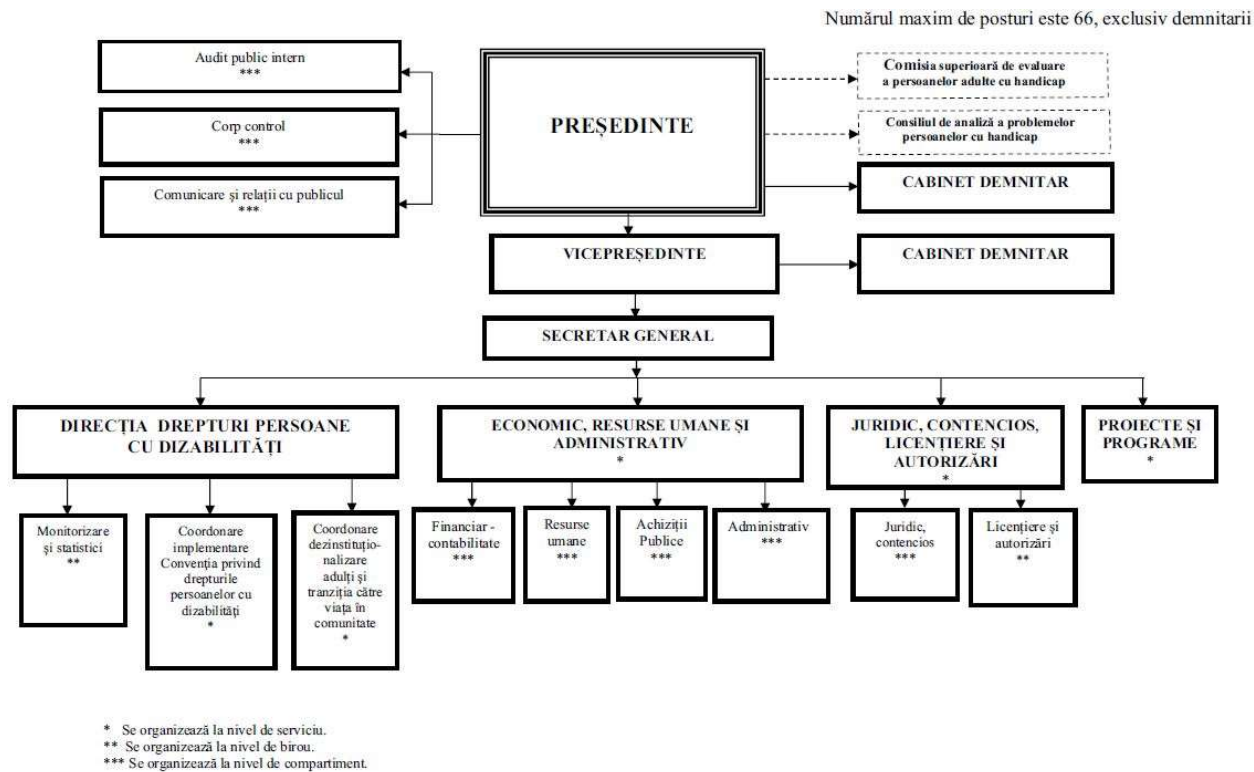 Numărul maxim de posturi este 66, exclusiv demnitarii
Audit public intern
***
Corp control
***
Comunicare și relații cu publicul
***
PREȘEDINTE
Comisia superioară de evaluare
a persoanelor adulte cu handicap
Consiliul de analiză a problemelor
persoanelor cu handicap
CABINET DEMNITAR
VICEPREȘEDINTE
CABINET DEMNITAR
SECRETAR GENERAL
DIRECȚIA DREPTURI PERSOANE
CU DIZABILITĂȚI
ECONOMIC, RESURSE UMANE ȘI
ADMINISTRATIV
*
JURIDIC, CONTENCIOS,
LICENȚIERE ȘI
AUTORIZĂRI
*
PROIECTE ȘI
PROGRAME
*
Monitorizare
și statistici
**
Coordonare
implementare
Convenția privind
drepturile
persoanelor cu
dizabilități
*
Coordonare
dezinstituțio-
nalizare
adulți și
tranziția către
viața în
comunitate
*
Financiar -
contabilitate
***
Resurse
umane
***
Achiziții
Publice
***
Administrativ
***
Juridic,
contencios
***
Licențiere și
autorizări
**
* Se organizează la nivel de serviciu.
** Se organizează la nivel de birou.
*** Se organizează la nivel de compartiment.